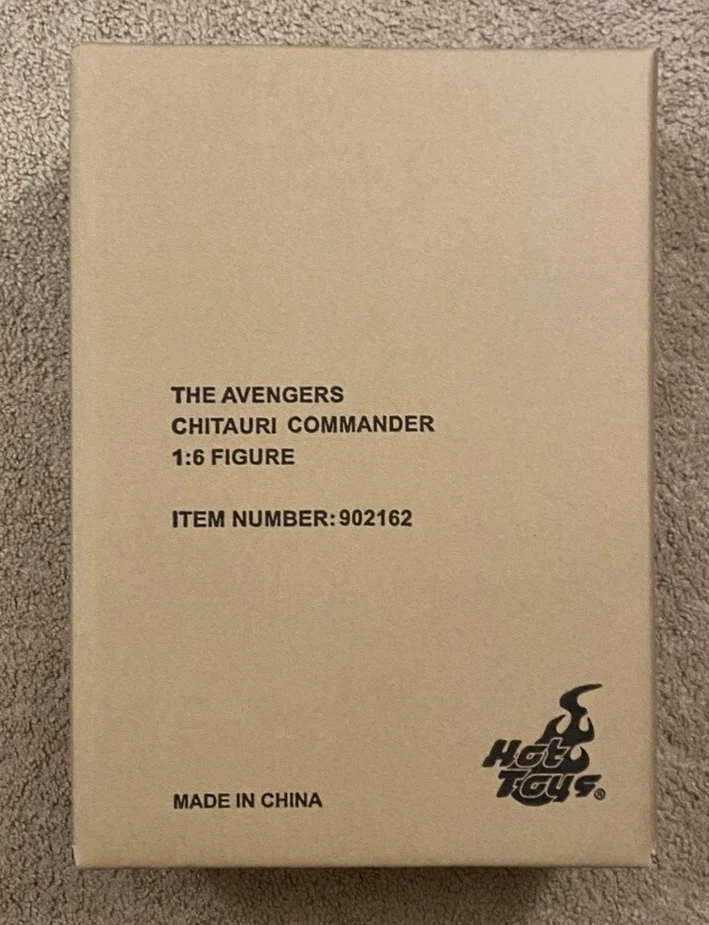 THE AVENGERS
CHITAURI COMMANDER
1:6 FIGURE
ITEM NUMBER:902162
Hot
Toys®
MADE IN CHINA